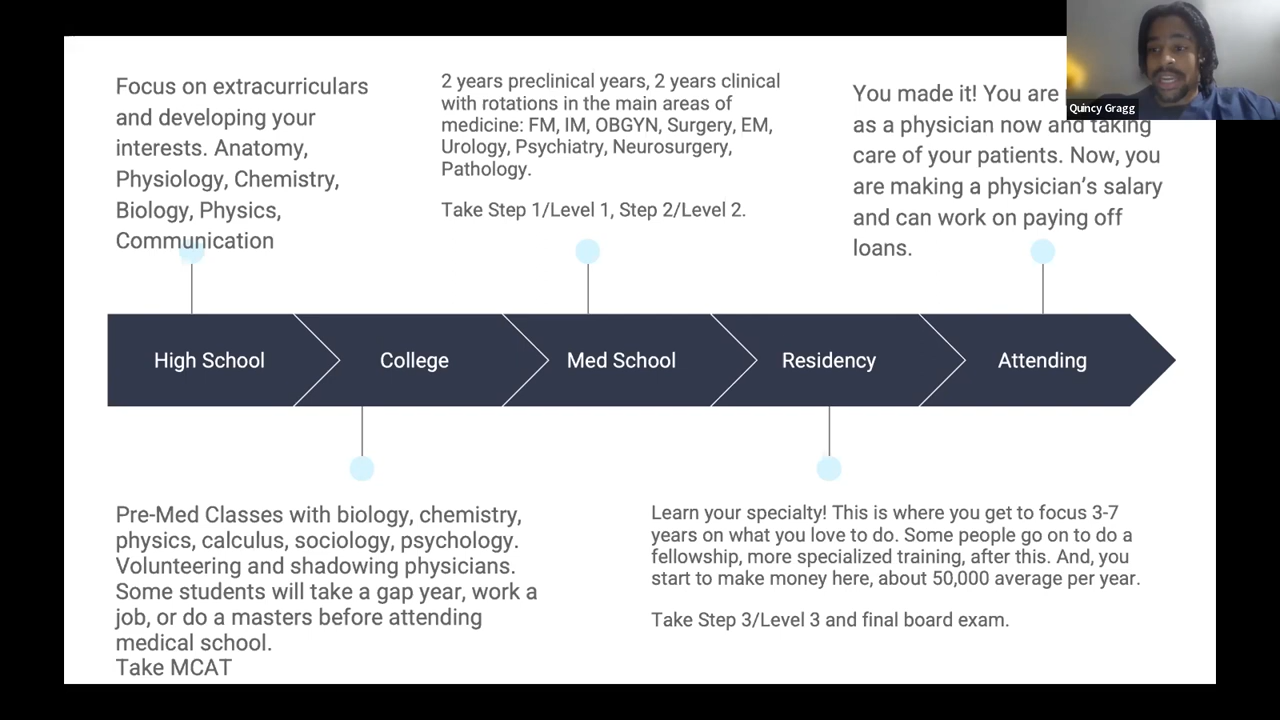 Focus on extracurriculars
and developing your
interests. Anatomy,
Physiology, Chemistry,
Biology, Physics,
Communication
2 years preclinical years, 2 years clinical
with rotations in the main areas of
medicine: FM, IM, OBGYN, Surgery, EM,
Urology, Psychiatry, Neurosurgery,
Pathology.
Take Step 1/Level 1, Step 2/Level 2.
You made it! You are
as a physician now and taking
care of your patients. Now, you
are making a physician’s salary
and can work on paying off
loans.
Quincy Gragg
High School
College
Med School
Residency
Attending
Pre-Med Classes with biology, chemistry,
physics, calculus, sociology, psychology.
Volunteering and shadowing physicians.
Some students will take a gap year, work a
job, or do a masters before attending
medical school.
Take MCAT
Learn your specialty! This is where you get to focus 3-7
years on what you love to do. Some people go on to do a
fellowship, more specialized training, after this. And, you
start to make money here, about 50,000 average per year.
Take Step 3/Level 3 and final board exam.